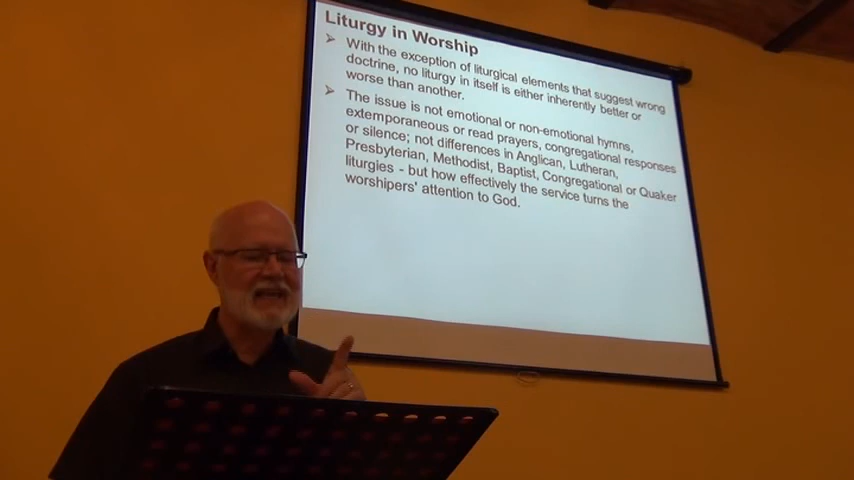 Liturgy in Worship
➢ With the exception of liturgical elements that suggest wrong
doctrine, no liturgy in itself is either inherently better or
worse than another.
➢ The issue is not emotional or non-emotional hymns,
extemporaneous or read prayers, congregational responses
or silence; not differences in Anglican, Lutheran,
Presbyterian, Methodist, Baptist, Congregational or Quaker
liturgies - but how effectively the service turns the
worshipers' attention to God.